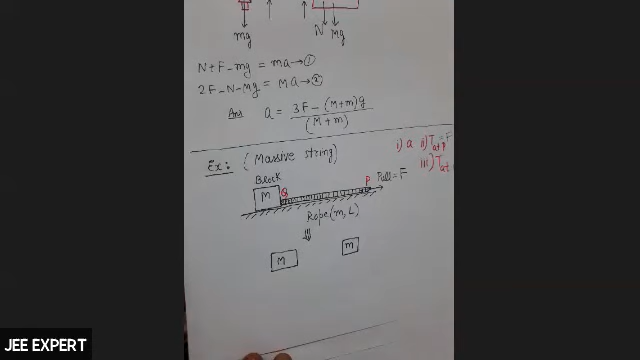 mg
N Mg
N+F-mg = ma → ①
2F-N-Mg = Ma → ②
Ans a = 3F-(M+m)g / (M+m)
Ex: (Massive string)
i) a ii) T at P = F
iii) T at
Block
M Q P Pull = F
Rope (m, L)
M m
JEE EXPERT